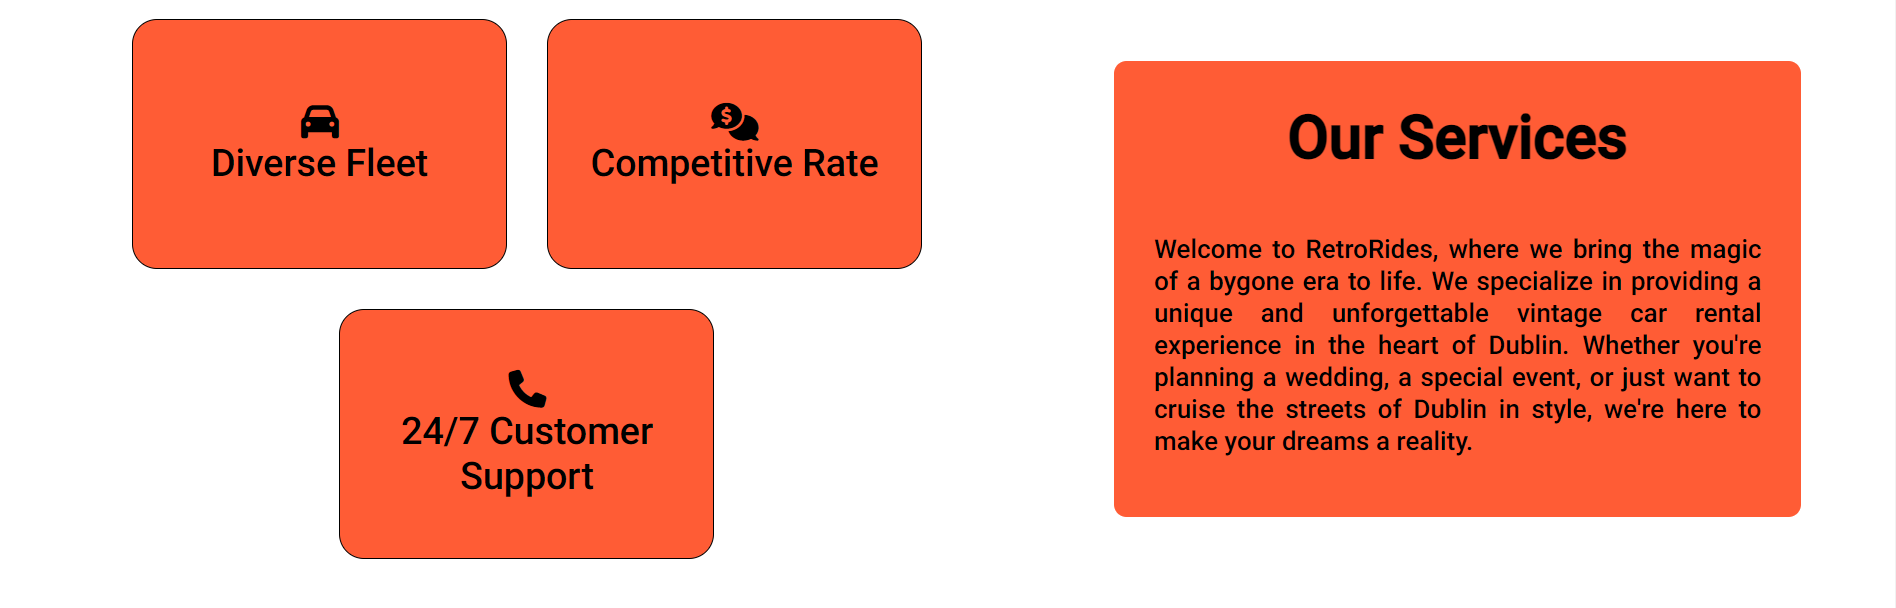 Diverse Fleet
Competitive Rate
24/7 Customer
Support
Our Services
Welcome to RetroRides, where we bring the magic
of a bygone era to life. We specialize in providing a
unique and unforgettable vintage car rental
experience in the heart of Dublin. Whether you're
planning a wedding, a special event, or just want to
cruise the streets of Dublin in style, we're here to
make your dreams a reality.